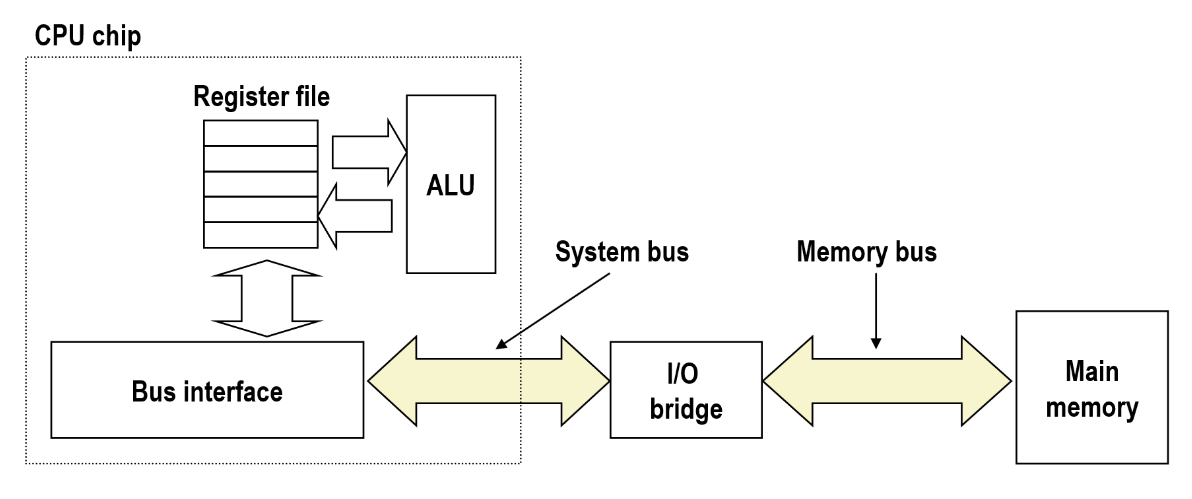 CPU chip
Register file
ALU
System bus
Memory bus
Bus interface
I/O
bridge
Main
memory